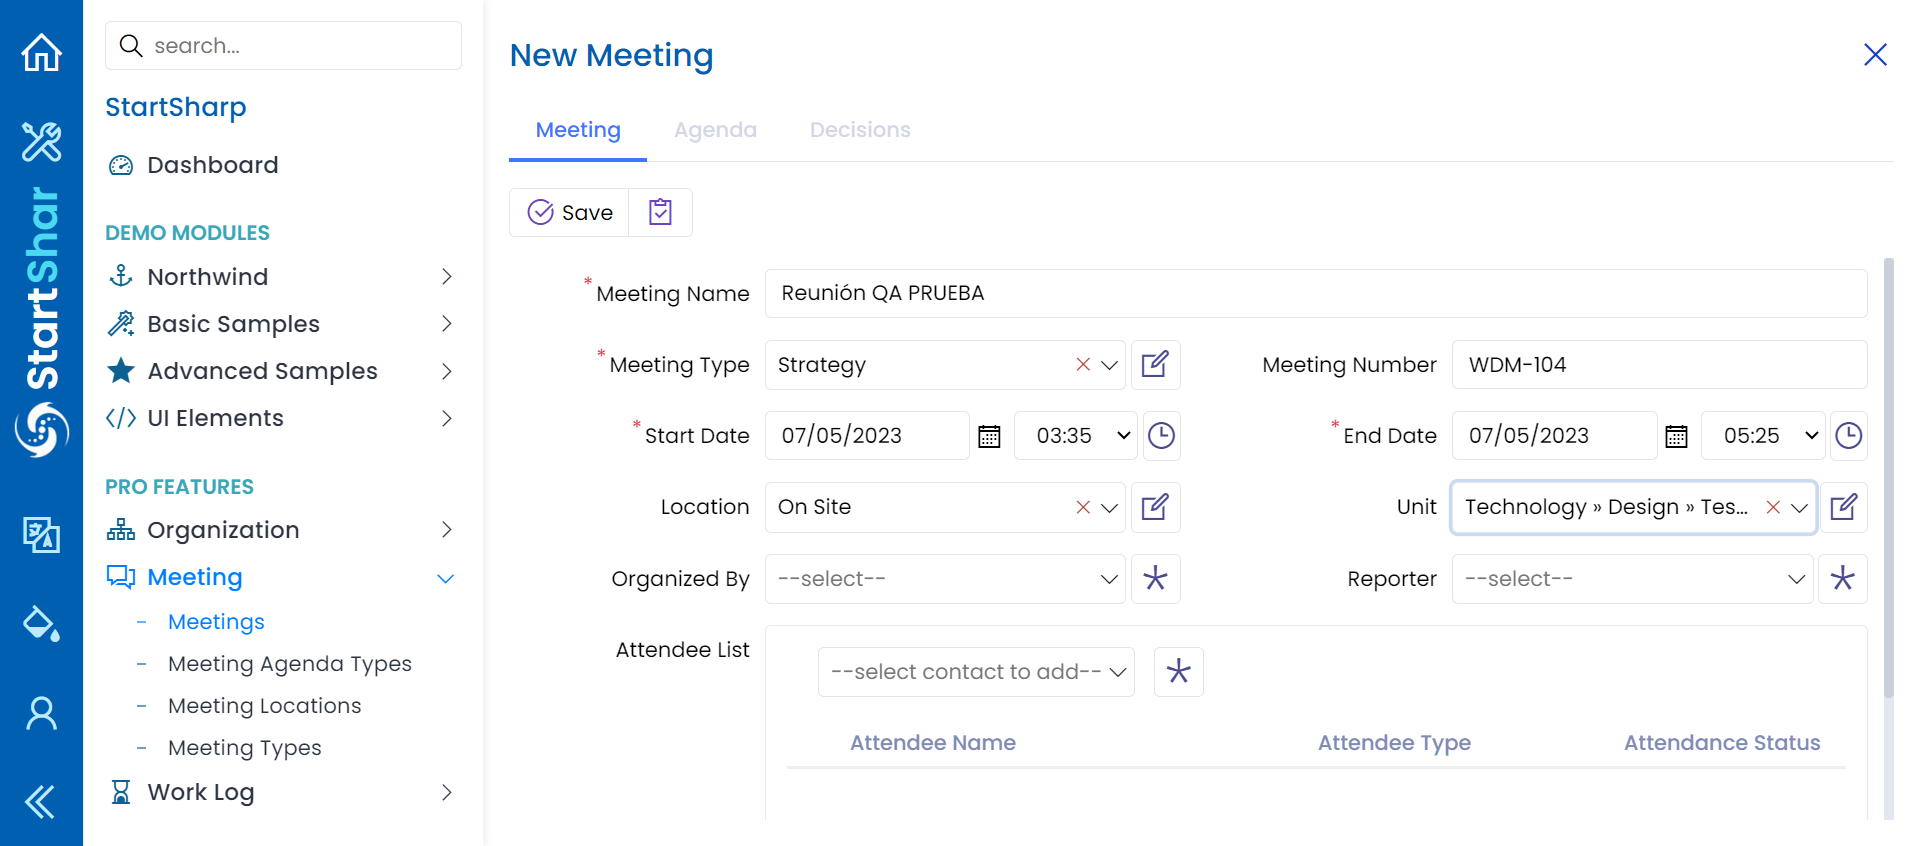 search...
StartSharp
Dashboard
DEMO MODULES
Northwind
Basic Samples
Advanced Samples
UI Elements
PRO FEATURES
Organization
Meeting
- Meetings
- Meeting Agenda Types
- Meeting Locations
- Meeting Types
Work Log
StartShar
New Meeting
Meeting Agenda Decisions
Save
* Meeting Name Reunión QA PRUEBA
* Meeting Type Strategy Meeting Number WDM-104
* Start Date 07/05/2023 03:35 * End Date 07/05/2023 05:25
Location On Site Unit Technology » Design » Tes...
Organized By --select-- Reporter --select--
Attendee List --select contact to add--
Attendee Name Attendee Type Attendance Status